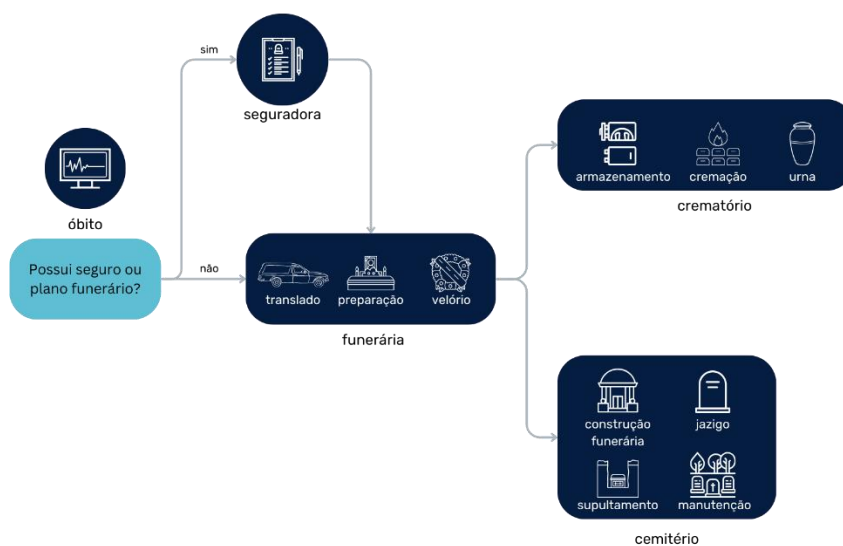 sim
seguradora
óbito
Possui seguro ou
plano funerário?
não
translado
preparação
velório
funerária
armazenamento
cremação
urna
crematório
construção
funerária
jazigo
supultamento
manutenção
cemitério